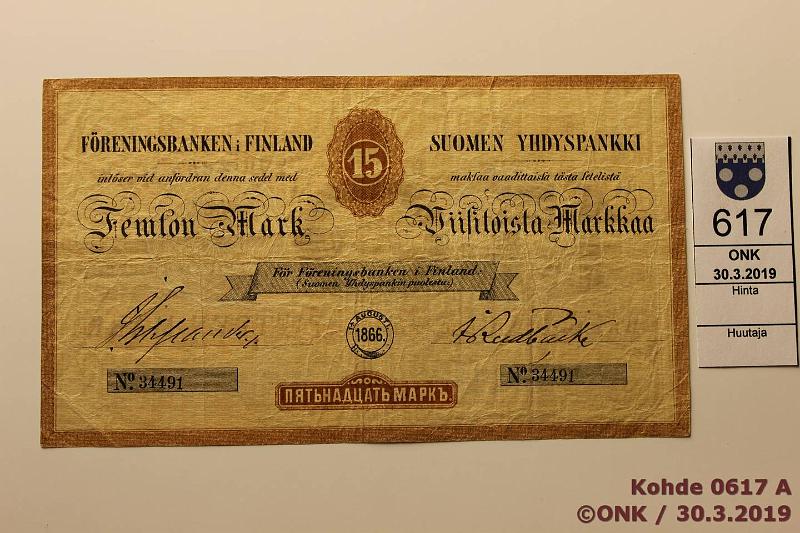 FÖRENINGSBANKEN i FINLAND
inlöser vid anfordran denna sedel med
Femton Mark.
15
SUOMEN YHDYSPANKKI
maksaa vaadittaissa tästä setelistä
Viisitoista Markkaa
För Föreningsbanken i Finland.
(Suomen Yhdyspankin puolesta:)
AUGUSTI
1866.
No. 34491
No. 34491
ПЯТЬНАДЦАТЬ МАРКЪ.
617
ONK
30.3.2019
Hinta
Huutaja
Kohde 0617 A
©ONK / 30.3.2019